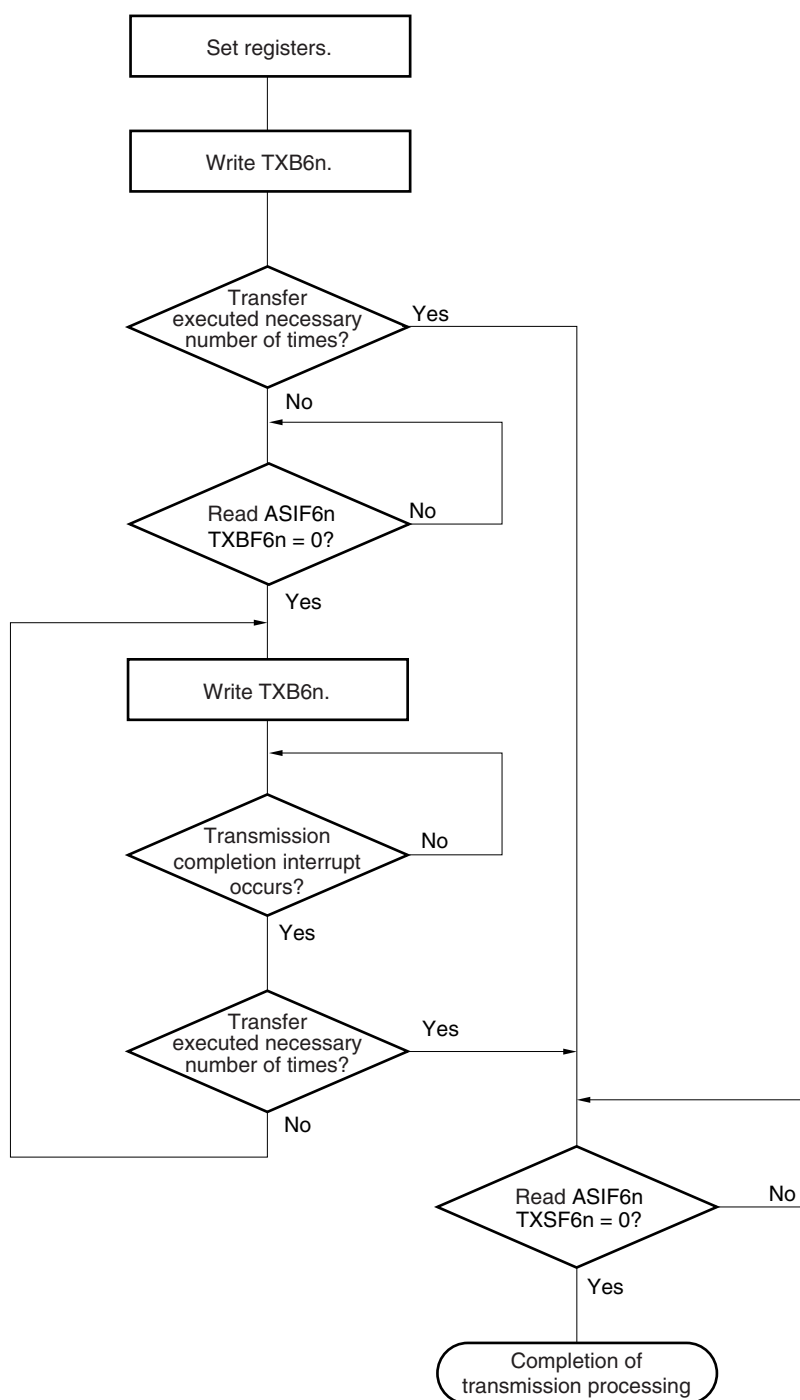 Set registers.
Write TXB6n.
Transfer
executed necessary
number of times?
Yes
No
Read ASIF6n
TXBF6n = 0?
No
Yes
Write TXB6n.
Transmission
completion interrupt
occurs?
No
Yes
Transfer
executed necessary
number of times?
Yes
No
Read ASIF6n
TXSF6n = 0?
No
Yes
Completion of
transmission processing